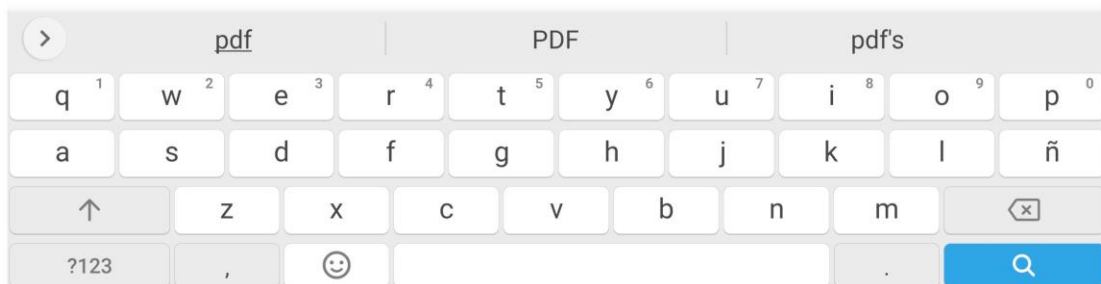 pdf PDF pdf's
q 1 w 2 e 3 r 4 t 5 y 6 u 7 i 8 o 9 p 0
a s d f g h j k l ñ
z x c v b n m
?123 , .